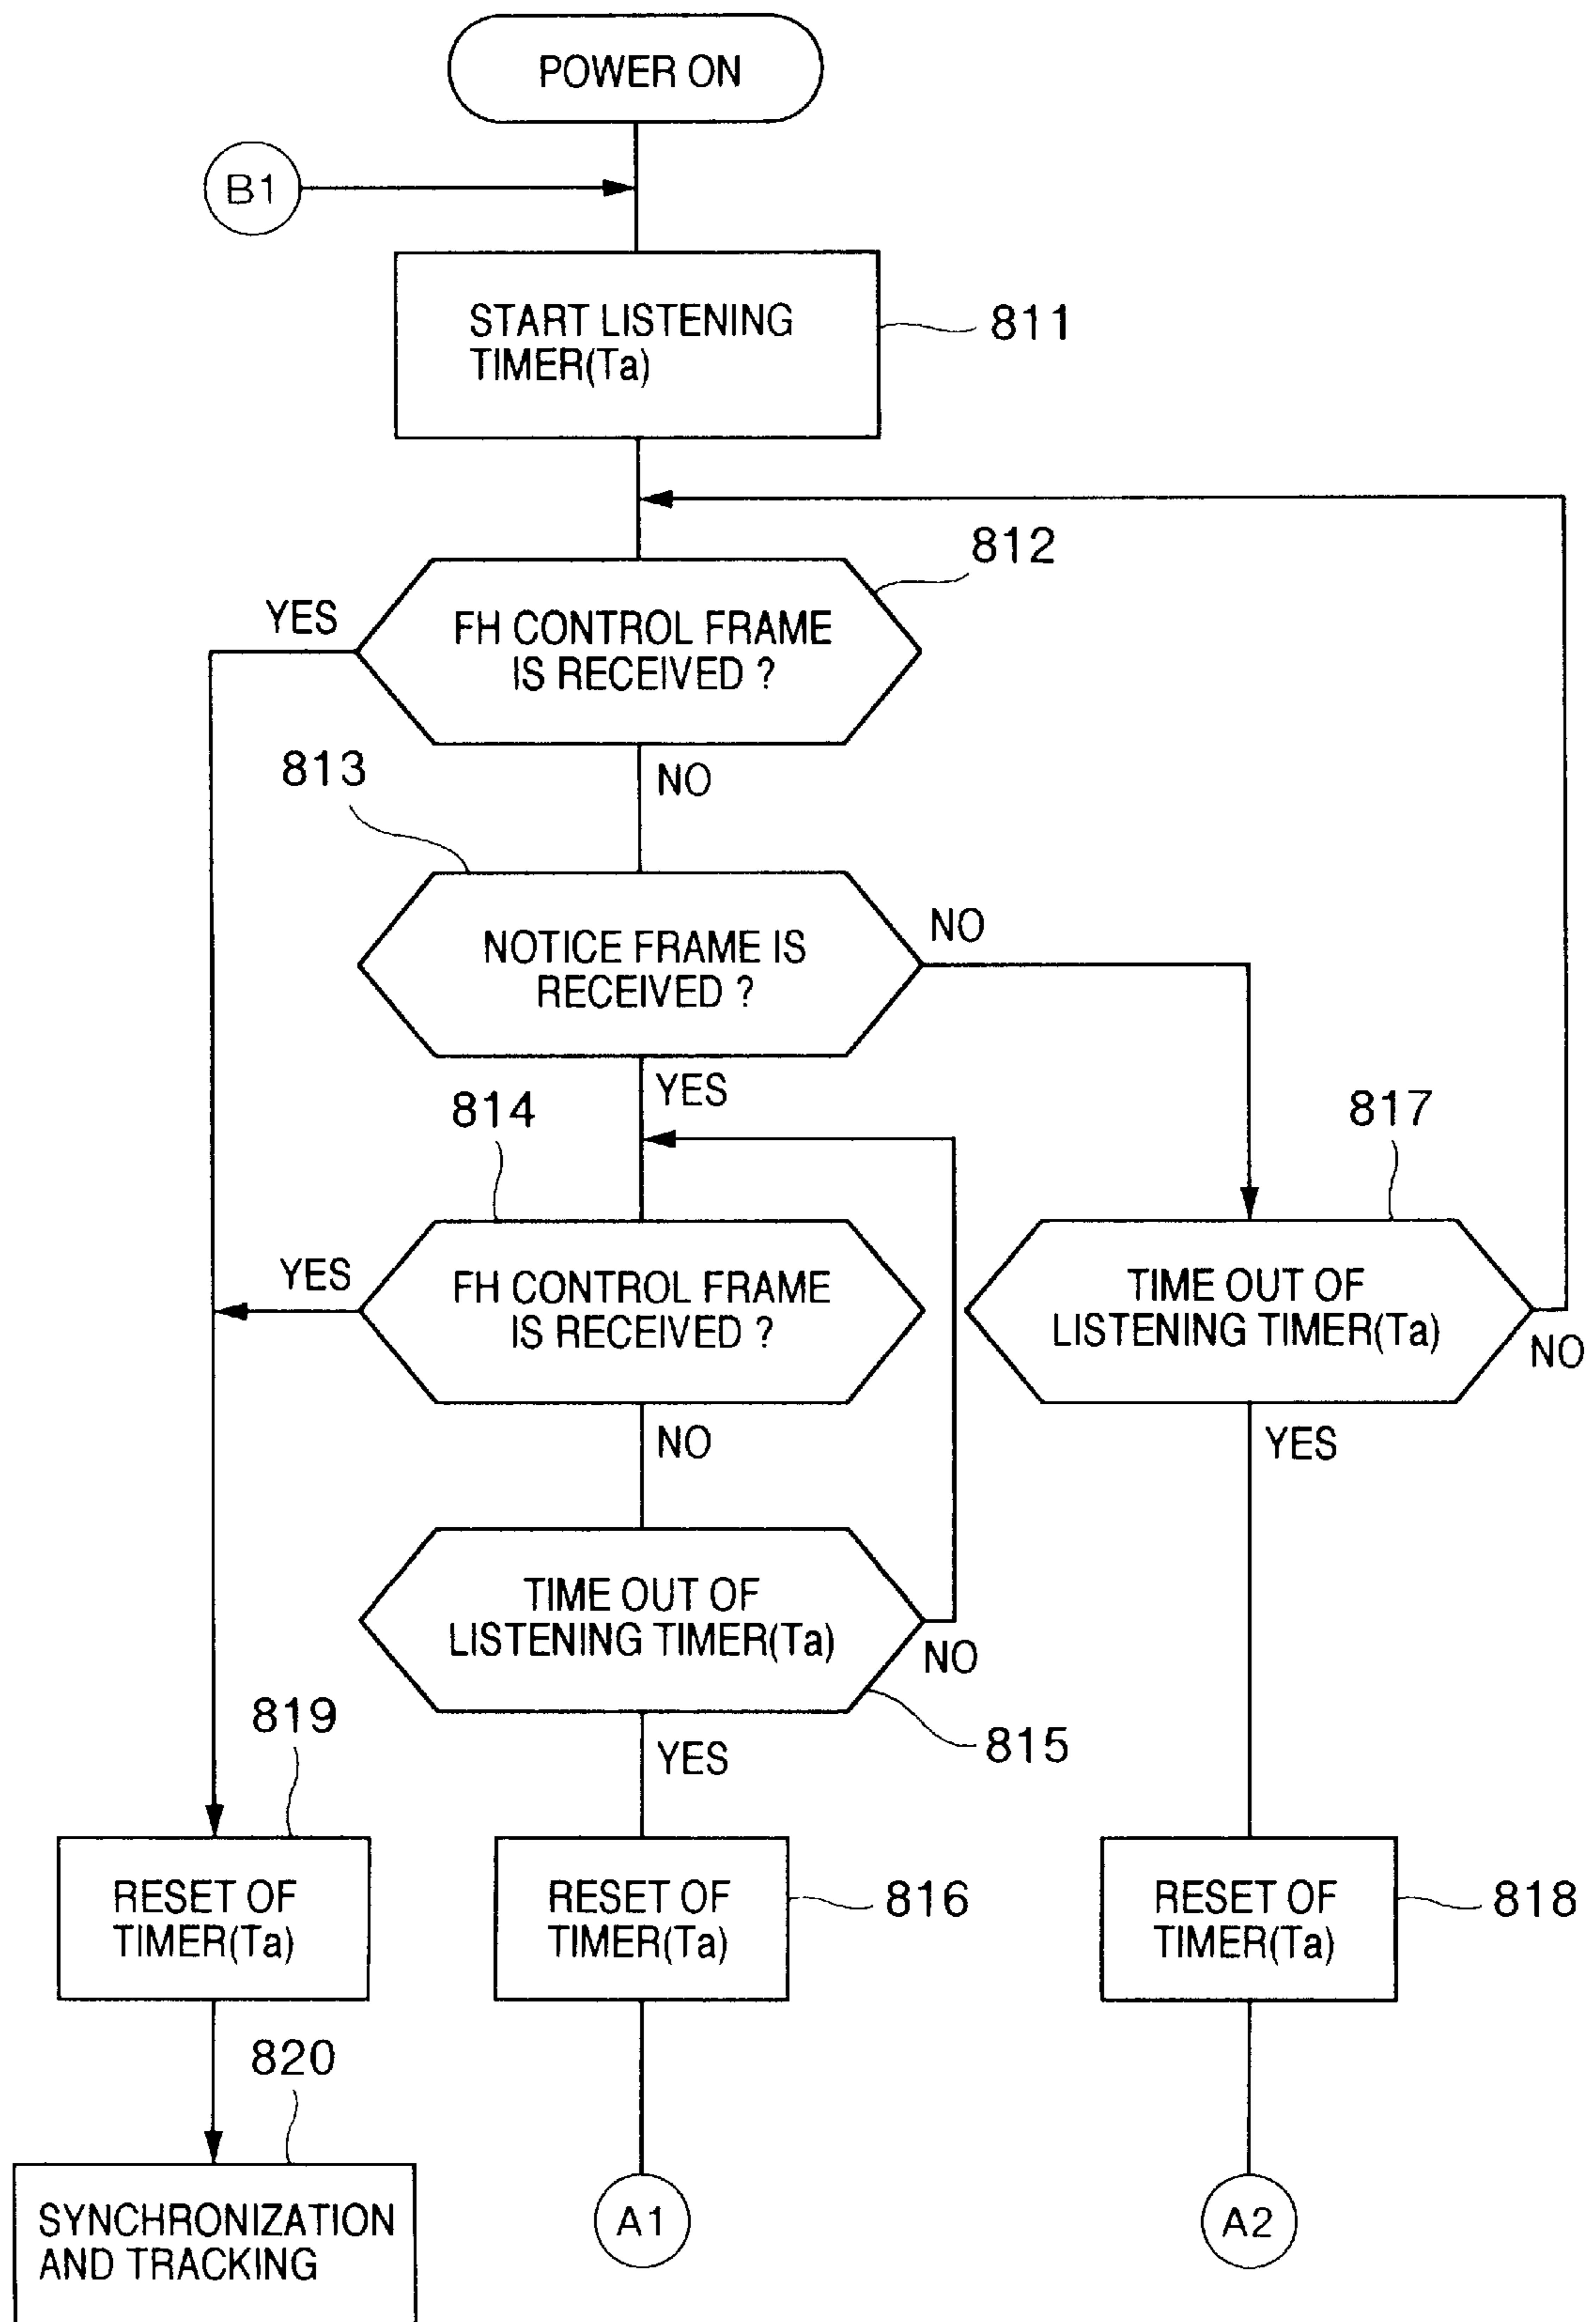 POWER ON
B1
START LISTENING
TIMER(Ta)
811
812
YES
FH CONTROL FRAME
IS RECEIVED ?
NO
813
NOTICE FRAME IS
RECEIVED ?
NO
YES
814
817
YES
FH CONTROL FRAME
IS RECEIVED ?
TIME OUT OF
LISTENING TIMER(Ta)
NO
NO
YES
TIME OUT OF
LISTENING TIMER(Ta)
NO
815
YES
819
RESET OF
TIMER(Ta)
RESET OF
TIMER(Ta)
816
RESET OF
TIMER(Ta)
818
820
SYNCHRONIZATION
AND TRACKING
A1
A2